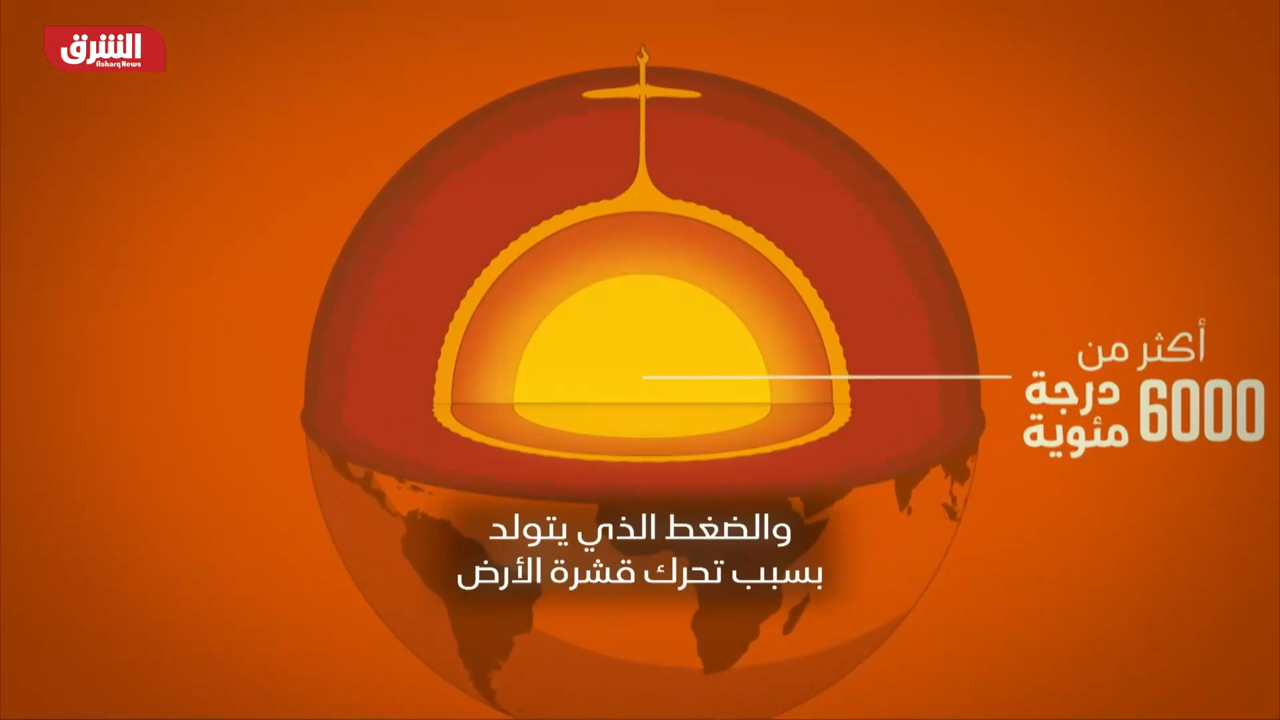 الشرق
Asharq News
أكثر من
6000 درجة
مئوية
والضغط الذي يتولد
بسبب تحرك قشرة الأرض